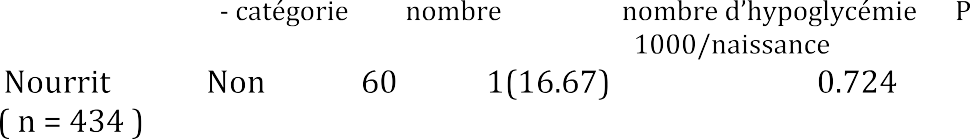 - catégorie nombre nombre d’hypoglycémie P
1000/naissance
Nourrit Non 60 1(16.67) 0.724
( n = 434 )